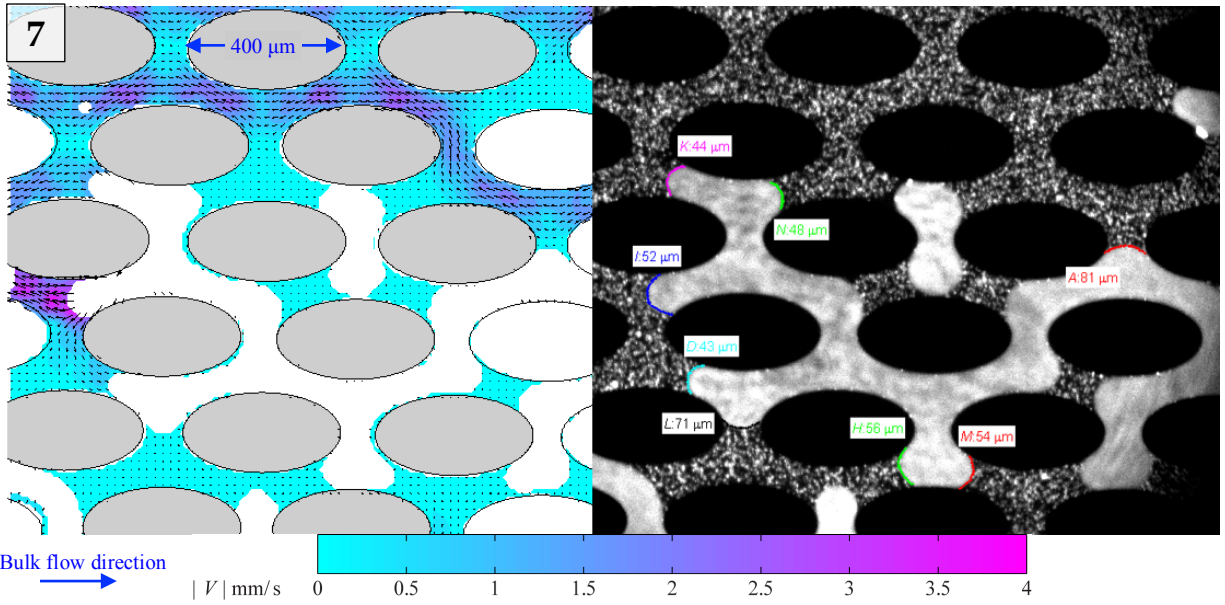 7
400 μm
K:44 μm
N:48 μm
I:52 μm
A:81 μm
D:43 μm
L:71 μm
H:56 μm
M:54 μm
Bulk flow direction
| V | mm/s
0 0.5 1 1.5 2 2.5 3 3.5 4